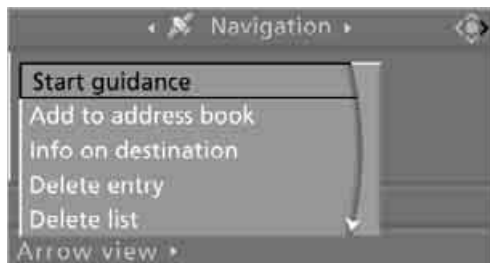 Navigation
Start guidance
Add to address book
Info on destination
Delete entry
Delete list
Arrow view